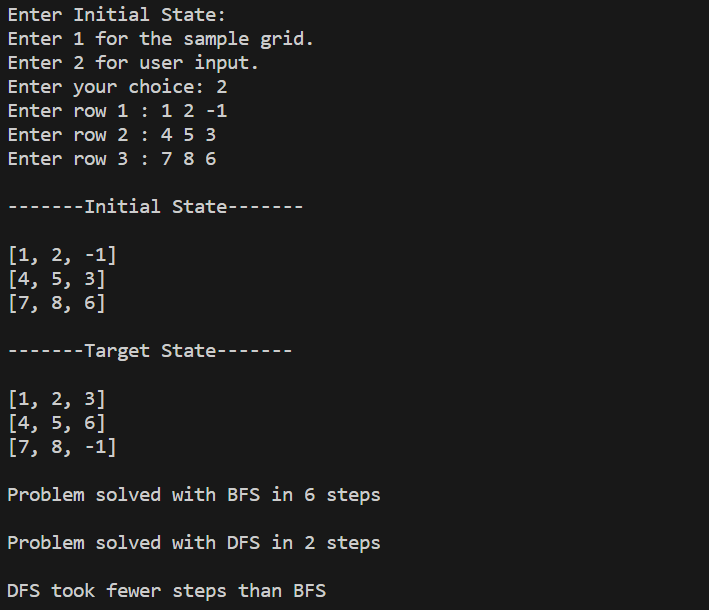 Enter Initial State:
Enter 1 for the sample grid.
Enter 2 for user input.
Enter your choice: 2
Enter row 1 : 1 2 -1
Enter row 2 : 4 5 3
Enter row 3 : 7 8 6
-------Initial State-------
[1, 2, -1]
[4, 5, 3]
[7, 8, 6]
-------Target State-------
[1, 2, 3]
[4, 5, 6]
[7, 8, -1]
Problem solved with BFS in 6 steps
Problem solved with DFS in 2 steps
DFS took fewer steps than BFS